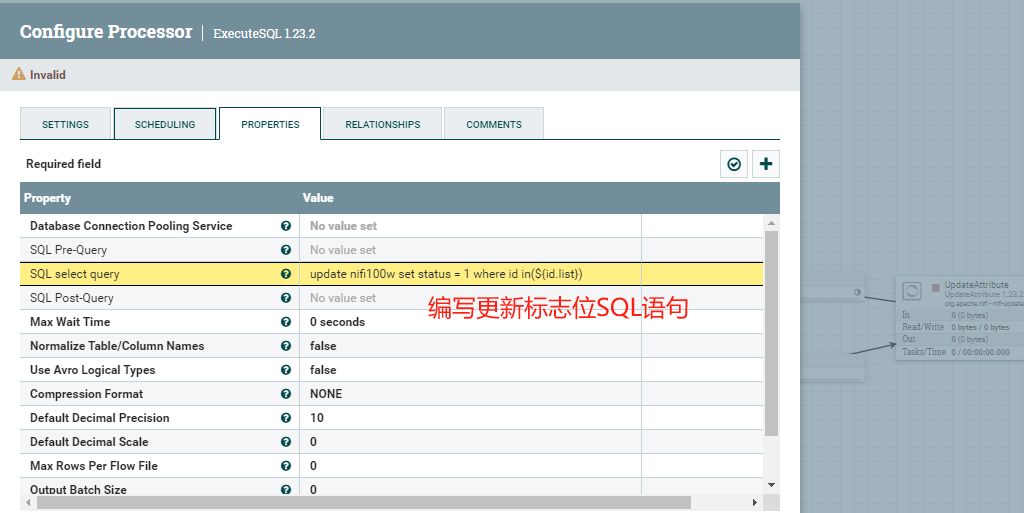 Configure Processor | ExecuteSQL 1.23.2
Invalid
SETTINGS SCHEDULING PROPERTIES RELATIONSHIPS COMMENTS
Required field
Property Value
Database Connection Pooling Service No value set
SQL Pre-Query No value set
SQL select query update nifi100w set status = 1 where id in(${id.list})
SQL Post-Query No value set
编写更新标志位SQL语句
Max Wait Time 0 seconds
Normalize Table/Column Names false
Use Avro Logical Types false
Compression Format NONE
Default Decimal Precision 10
Default Decimal Scale 0
Max Rows Per Flow File 0
Output Batch Size 0
UpdateAttribute
UpdateAttribute 1.23.2
org.apache.nifi - nifi-update
In 0 (0 bytes)
Read/Write 0 bytes / 0 bytes
Out 0 (0 bytes)
Tasks/Time 0 / 00:00:00.000